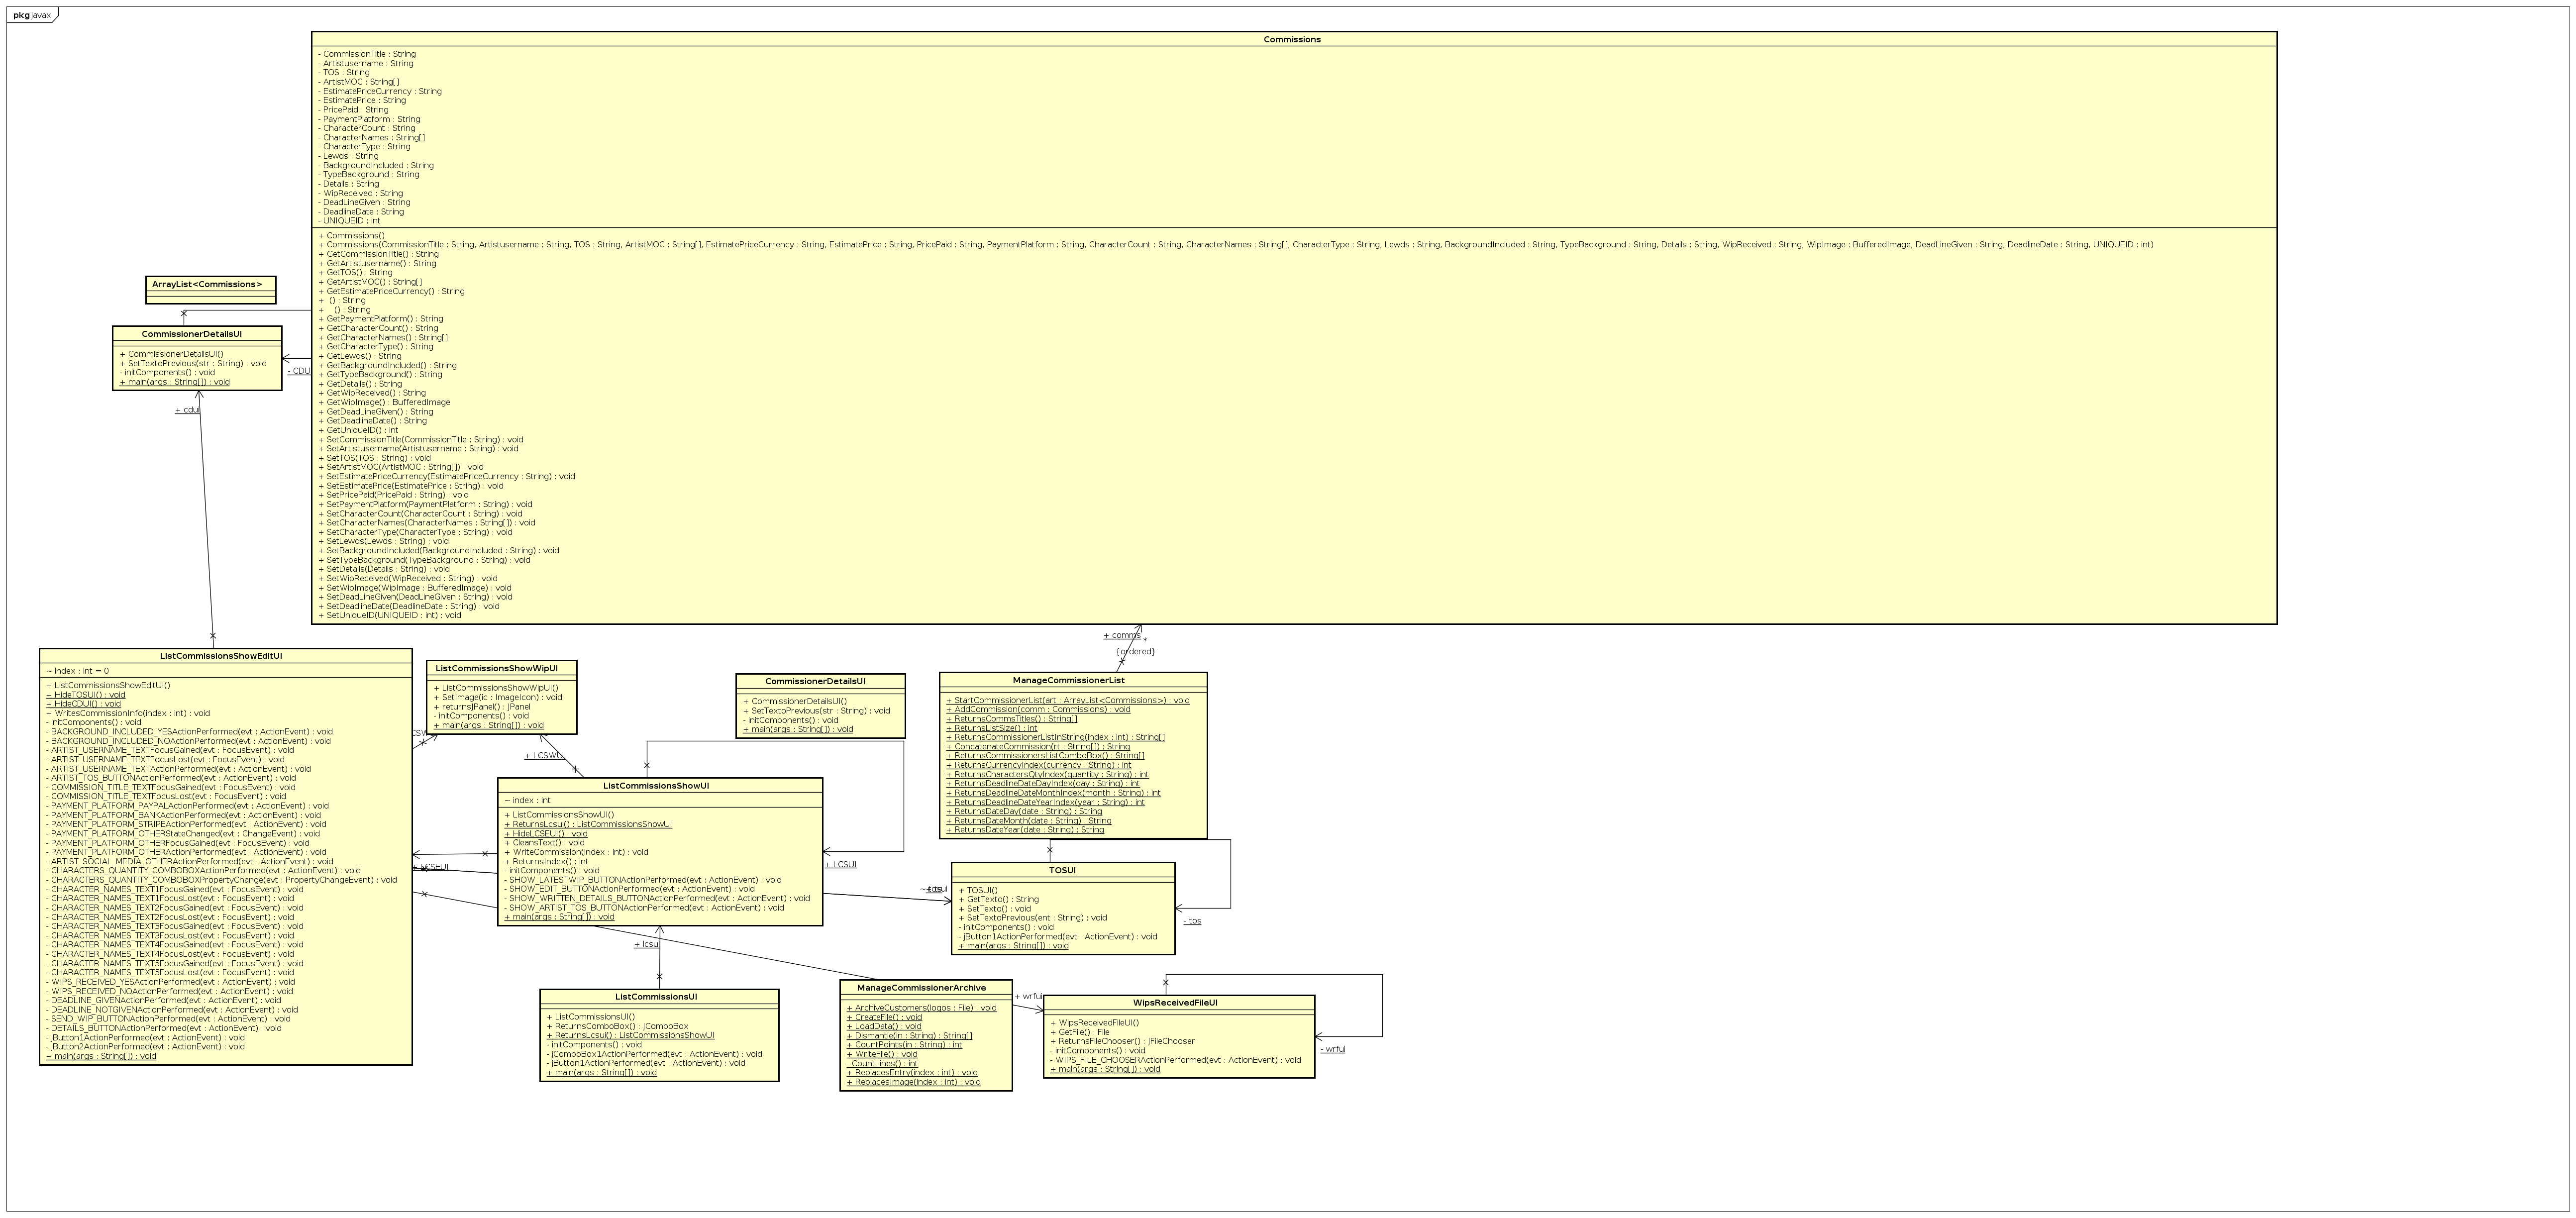 pkg javax
Commissions
- CommissionTitle : String
- Artistusername : String
- TOS : String
- ArtistMOC : String[]
- EstimatePriceCurrency : String
- EstimatePrice : String
- PricePaid : String
- PaymentPlatform : String
- CharacterCount : String
- CharacterNames : String[]
- CharacterType : String
- Lewds : String
- BackgroundIncluded : String
- TypeBackground : String
- Details : String
- WipReceived : String
- DeadLineGiven : String
- DeadlineDate : String
- UNIQUEID : int
+ Commissions()
+ Commissions(CommissionTitle : String, Artistusername : String, TOS : String, ArtistMOC : String[], EstimatePriceCurrency : String, EstimatePrice : String, PricePaid : String, PaymentPlatform : String, CharacterCount : String, CharacterNames : String[], CharacterType : String, Lewds : String, BackgroundIncluded : String, TypeBackground : String, Details : String, WipReceived : String, WipImage : BufferedImage, DeadLineGiven : String, DeadlineDate : String, UNIQUEID : int)
+ GetCommissionTitle() : String
+ GetArtistusername() : String
+ GetTOS() : String
+ GetArtistMOC() : String[]
+ GetEstimatePriceCurrency() : String
+ () : String
+ () : String
+ GetPaymentPlatform() : String
+ GetCharacterCount() : String
+ GetCharacterNames() : String[]
+ GetCharacterType() : String
+ GetLewds() : String
+ GetBackgroundIncluded() : String
+ GetTypeBackground() : String
+ GetDetails() : String
+ GetWipReceived() : String
+ GetWipImage() : BufferedImage
+ GetDeadLineGiven() : String
+ GetDeadlineDate() : String
+ GetUniqueID() : int
+ SetCommissionTitle(CommissionTitle : String) : void
+ SetArtistusername(Artistusername : String) : void
+ SetTOS(TOS : String) : void
+ SetArtistMOC(ArtistMOC : String[]) : void
+ SetEstimatePriceCurrency(EstimatePriceCurrency : String) : void
+ SetEstimatePrice(EstimatePrice : String) : void
+ SetPricePaid(PricePaid : String) : void
+ SetPaymentPlatform(PaymentPlatform : String) : void
+ SetCharacterCount(CharacterCount : String) : void
+ SetCharacterNames(CharacterNames : String[]) : void
+ SetCharacterType(CharacterType : String) : void
+ SetLewds(Lewds : String) : void
+ SetBackgroundIncluded(BackgroundIncluded : String) : void
+ SetTypeBackground(TypeBackground : String) : void
+ SetDetails(Details : String) : void
+ SetWipReceived(WipReceived : String) : void
+ SetWipImage(WipImage : BufferedImage) : void
+ SetDeadLineGiven(DeadLineGiven : String) : void
+ SetDeadlineDate(DeadlineDate : String) : void
+ SetUniqueID(UNIQUEID : int) : void
ArrayList<Commissions>
CommissionerDetailsUI
+ CommissionerDetailsUI()
+ SetTextoPrevious(str : String) : void
- initComponents() : void
+ main(args : String[]) : void
- CDU
+ cdui
+ comms
*
{ordered}
ListCommissionsShowEditUI
~ index : int = 0
+ ListCommissionsShowEditUI()
+ HideTOSUI() : void
+ HideCDUI() : void
+ WritesCommissionInfo(index : int) : void
- initComponents() : void
- BACKGROUND_INCLUDED_YESActionPerformed(evt : ActionEvent) : void
- BACKGROUND_INCLUDED_NOActionPerformed(evt : ActionEvent) : void
- ARTIST_USERNAME_TEXTFocusGained(evt : FocusEvent) : void
- ARTIST_USERNAME_TEXTFocusLost(evt : FocusEvent) : void
- ARTIST_USERNAME_TEXTActionPerformed(evt : ActionEvent) : void
- ARTIST_TOS_BUTTONActionPerformed(evt : ActionEvent) : void
- COMMISSION_TITLE_TEXTFocusGained(evt : FocusEvent) : void
- COMMISSION_TITLE_TEXTFocusLost(evt : FocusEvent) : void
- PAYMENT_PLATFORM_PAYPALActionPerformed(evt : ActionEvent) : void
- PAYMENT_PLATFORM_BANKActionPerformed(evt : ActionEvent) : void
- PAYMENT_PLATFORM_STRIPEActionPerformed(evt : ActionEvent) : void
- PAYMENT_PLATFORM_OTHERStateChanged(evt : ChangeEvent) : void
- PAYMENT_PLATFORM_OTHERFocusGained(evt : FocusEvent) : void
- PAYMENT_PLATFORM_OTHERActionPerformed(evt : ActionEvent) : void
- ARTIST_SOCIAL_MEDIA_OTHERActionPerformed(evt : ActionEvent) : void
- CHARACTERS_QUANTITY_COMBOBOXActionPerformed(evt : ActionEvent) : void
- CHARACTERS_QUANTITY_COMBOBOXPropertyChange(evt : PropertyChangeEvent) : void
- CHARACTER_NAMES_TEXT1FocusGained(evt : FocusEvent) : void
- CHARACTER_NAMES_TEXT1FocusLost(evt : FocusEvent) : void
- CHARACTER_NAMES_TEXT2FocusGained(evt : FocusEvent) : void
- CHARACTER_NAMES_TEXT2FocusLost(evt : FocusEvent) : void
- CHARACTER_NAMES_TEXT3FocusGained(evt : FocusEvent) : void
- CHARACTER_NAMES_TEXT3FocusLost(evt : FocusEvent) : void
- CHARACTER_NAMES_TEXT4FocusGained(evt : FocusEvent) : void
- CHARACTER_NAMES_TEXT4FocusLost(evt : FocusEvent) : void
- CHARACTER_NAMES_TEXT5FocusGained(evt : FocusEvent) : void
- CHARACTER_NAMES_TEXT5FocusLost(evt : FocusEvent) : void
- WIPS_RECEIVED_YESActionPerformed(evt : ActionEvent) : void
- WIPS_RECEIVED_NOActionPerformed(evt : ActionEvent) : void
- DEADLINE_GIVENActionPerformed(evt : ActionEvent) : void
- DEADLINE_NOTGIVENActionPerformed(evt : ActionEvent) : void
- SEND_WIP_BUTTONActionPerformed(evt : ActionEvent) : void
- DETAILS_BUTTONActionPerformed(evt : ActionEvent) : void
- jButton1ActionPerformed(evt : ActionEvent) : void
- jButton2ActionPerformed(evt : ActionEvent) : void
+ main(args : String[]) : void
ListCommissionsShowWipUI
+ ListCommissionsShowWipUI()
+ SetImage(ic : ImageIcon) : void
+ returnsJPanel() : JPanel
- initComponents() : void
+ main(args : String[]) : void
+ LCSWUI
CommissionerDetailsUI
+ CommissionerDetailsUI()
+ SetTextoPrevious(str : String) : void
- initComponents() : void
+ main(args : String[]) : void
ManageCommissionerList
+ StartCommissionerList(art : ArrayList<Commissions>) : void
+ AddCommission(comm : Commissions) : void
+ ReturnsCommsTitles() : String[]
+ ReturnsListSize() : int
+ ReturnsCommissionerListInString(index : int) : String[]
+ ConcatenateCommission(rt : String[]) : String
+ ReturnsCommissionersListComboBox() : String[]
+ ReturnsCurrencyIndex(currency : String) : int
+ ReturnsCharactersQtyIndex(quantity : String) : int
+ ReturnsDeadlineDateDayIndex(day : String) : int
+ ReturnsDeadlineDateMonthIndex(month : String) : int
+ ReturnsDeadlineDateYearIndex(year : String) : int
+ ReturnsDateDay(date : String) : String
+ ReturnsDateMonth(date : String) : String
+ ReturnsDateYear(date : String) : String
ListCommissionsShowUI
~ index : int
+ ListCommissionsShowUI()
+ ReturnsLcsui() : ListCommissionsShowUI
+ HideLCSEUI() : void
+ CleansText() : void
+ WriteCommission(index : int) : void
+ ReturnsIndex() : int
- initComponents() : void
- SHOW_LATESTWIP_BUTTONActionPerformed(evt : ActionEvent) : void
- SHOW_EDIT_BUTTONActionPerformed(evt : ActionEvent) : void
- SHOW_WRITTEN_DETAILS_BUTTONActionPerformed(evt : ActionEvent) : void
- SHOW_ARTIST_TOS_BUTTONActionPerformed(evt : ActionEvent) : void
+ main(args : String[]) : void
+ LCSEUI
+ LCSUI
TOSUI
+ TOSUI()
+ GetTexto() : String
+ SetTexto() : void
+ SetTextoPrevious(ent : String) : void
- initComponents() : void
- jButton1ActionPerformed(evt : ActionEvent) : void
+ main(args : String[]) : void
- tos
+ lcsui
ListCommissionsUI
+ ListCommissionsUI()
+ ReturnsComboBox() : JComboBox
+ ReturnsLcsui() : ListCommissionsShowUI
- initComponents() : void
- jComboBox1ActionPerformed(evt : ActionEvent) : void
- jButton1ActionPerformed(evt : ActionEvent) : void
+ main(args : String[]) : void
ManageCommissionerArchive
+ ArchiveCustomers(logos : File) : void
+ CreateFile() : void
+ LoadData() : void
+ Dismantle(in : String) : String[]
+ CountPoints(in : String) : int
+ WriteFile() : void
- CountLines() : int
+ ReplacesEntry(index : int) : void
+ ReplacesImage(index : int) : void
+ wrfui
WipsReceivedFileUI
+ WipsReceivedFileUI()
+ GetFile() : File
+ ReturnsFileChooser() : JFileChooser
- initComponents() : void
- WIPS_FILE_CHOOSERActionPerformed(evt : ActionEvent) : void
+ main(args : String[]) : void
- wrfui